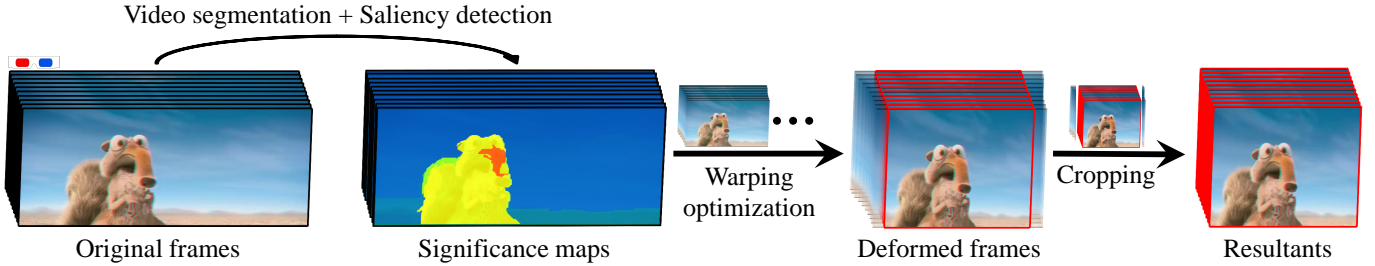 Video segmentation + Saliency detection
Warping
optimization
Cropping
Original frames
Significance maps
Deformed frames
Resultants